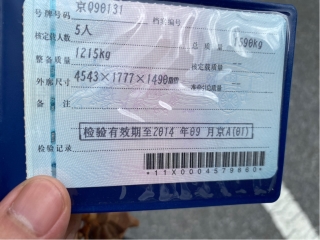 号牌号码 京Q90131 档案编号
核定载人数 5人 总质量 1590kg
整备质量 1215kg 核定载质量
外廓尺寸 4543×1777×1490mm 准牵引总质量
备注
检验有效期至2014年09月京A(01)
检验记录
*11X0004579860*